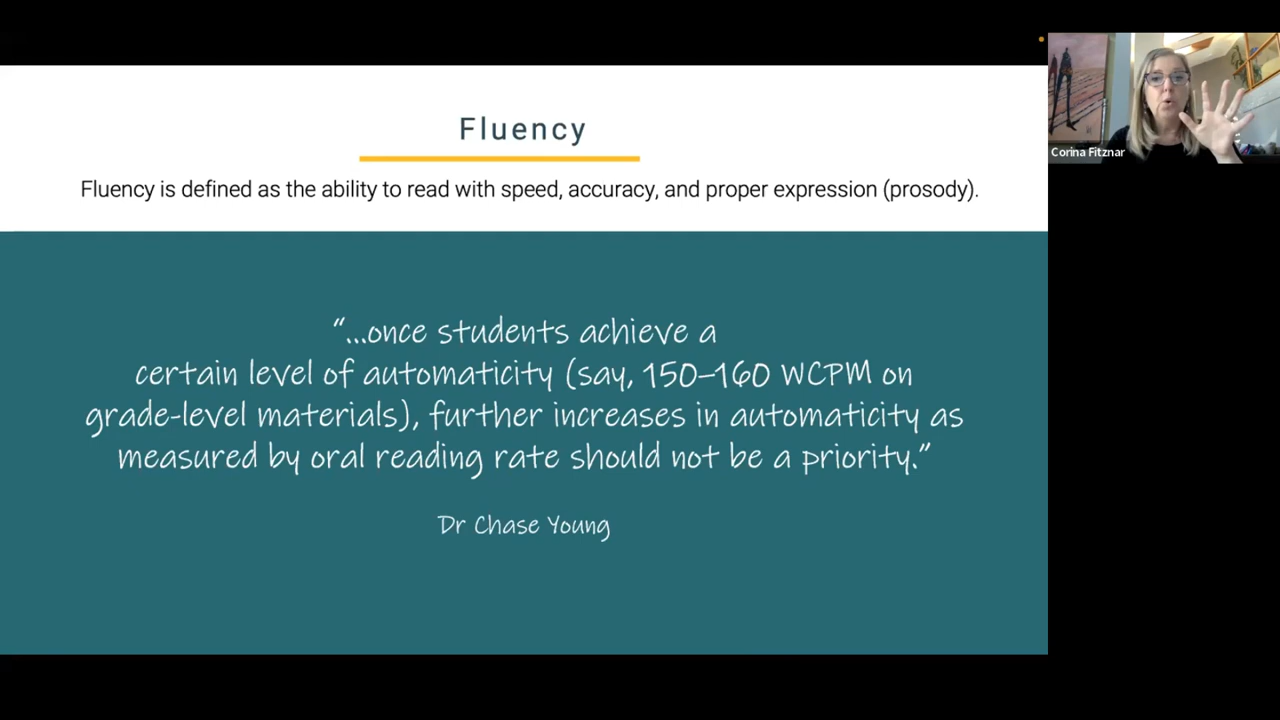 Fluency
Fluency is defined as the ability to read with speed, accuracy, and proper expression (prosody).
“...once students achieve a
certain level of automaticity (say, 150–160 WCPM on
grade-level materials), further increases in automaticity as
measured by oral reading rate should not be a priority.”
Dr Chase Young
Corina Fitznar